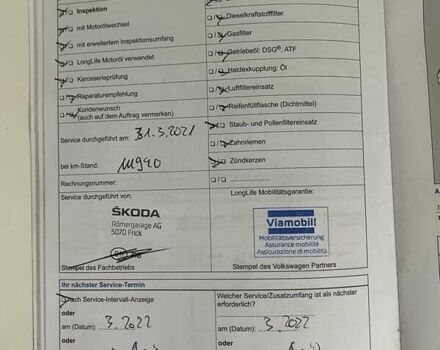 Inspektion
mit Motorölwechsel
mit erweitertem Inspektionsumfang
LongLife Motoröl verwendet
Karosserieprüfung
Reparaturempfehlung
Kundenwunsch
(auch auf dem Auftrag vermerken)
Service durchgeführt am: 31.3.2021
bei km-Stand:
Rechnungsnummer:
Service durchgeführt von:
ŠKODA
Römergarage AG
5070 Frick
Stempel des Fachbetriebs
Dieselkraftstofffilter
Gasfilter
Getriebeöl: DSG®, ATF
Haldexkupplung: Öl
Luftfiltereinsatz
Reifenfüllflasche (Dichtmittel)
Staub- und Pollenfiltereinsatz
Zahnriemen
Zündkerzen
LongLife Mobilitätsgarantie:
Viamobil!
Mobilitätsversicherung
Assurance mobilité
Assicurazione di mobilità
Stempel des Volkswagen Partners
Ihr nächster Service-Termin
nach Service-Intervall-Anzeige
oder
am (Datum): 3.2022
oder
Welcher Service/Zusatzumfang ist als nächster
erforderlich?
oder
am (Datum): 3.2022
oder